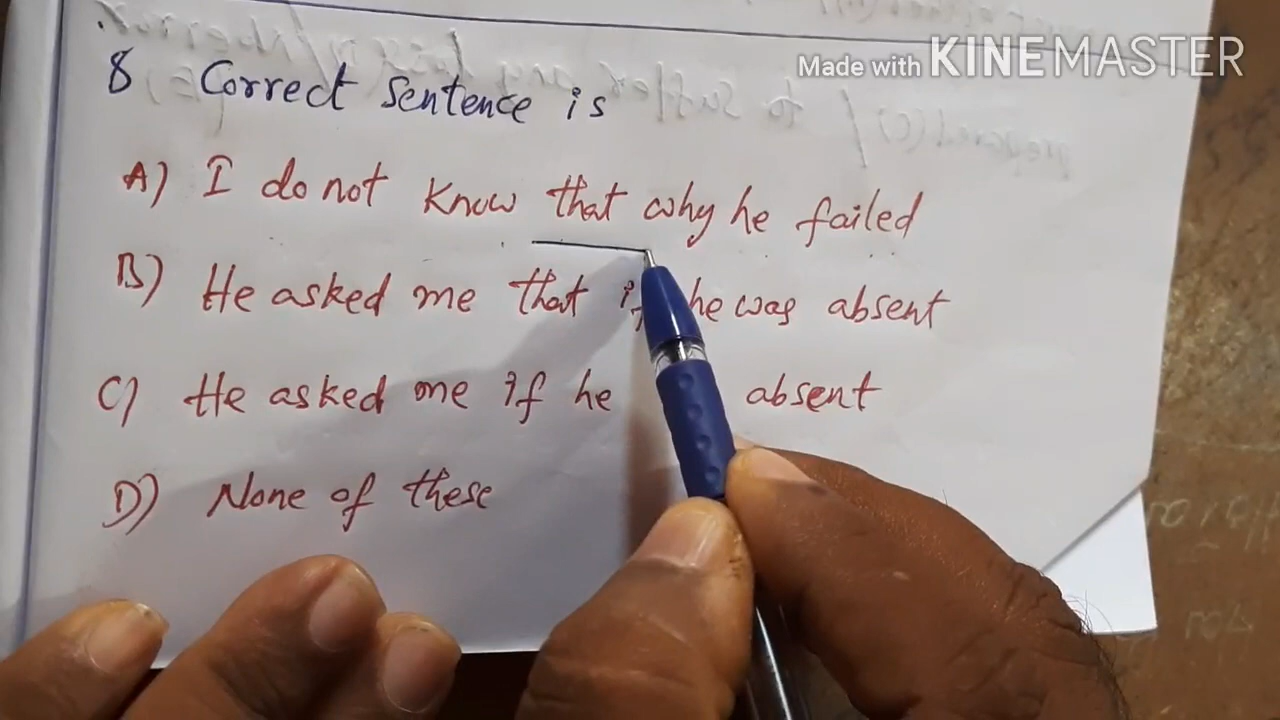 Made with KINEMASTER
8 Correct Sentence is
A) I do not know that why he failed
B) He asked me that if he was absent
C) He asked me if he absent
D) None of these